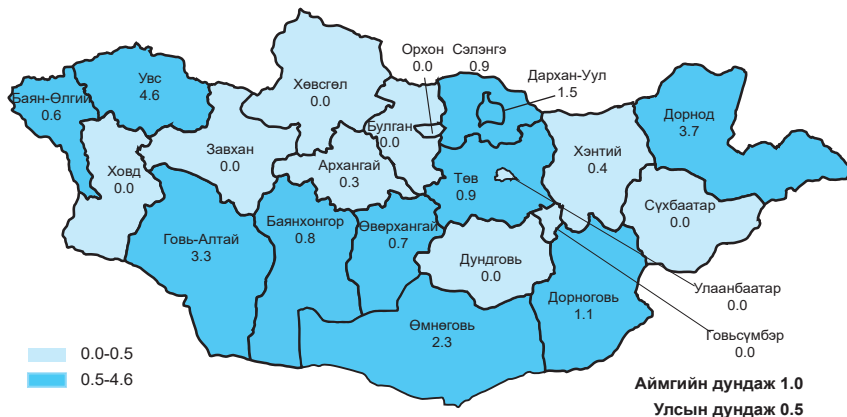 Орхон
0.0
Сэлэнгэ
0.9
Дархан-Уул
1.5
Увс
4.6
Хөвсгөл
0.0
Баян-Өлгий
0.6
Дорнод
3.7
Булган
0.0
Завхан
0.0
Хэнтий
0.4
Архангай
0.3
Ховд
0.0
Төв
0.9
Сүхбаатар
0.0
Говь-Алтай
3.3
Баянхонгор
0.8
Өвөрхангай
0.7
Дундговь
0.0
Улаанбаатар
0.0
Дорноговь
1.1
Өмнөговь
2.3
Говьсүмбэр
0.0
0.0-0.5
0.5-4.6
Аймгийн дундаж 1.0
Улсын дундаж 0.5